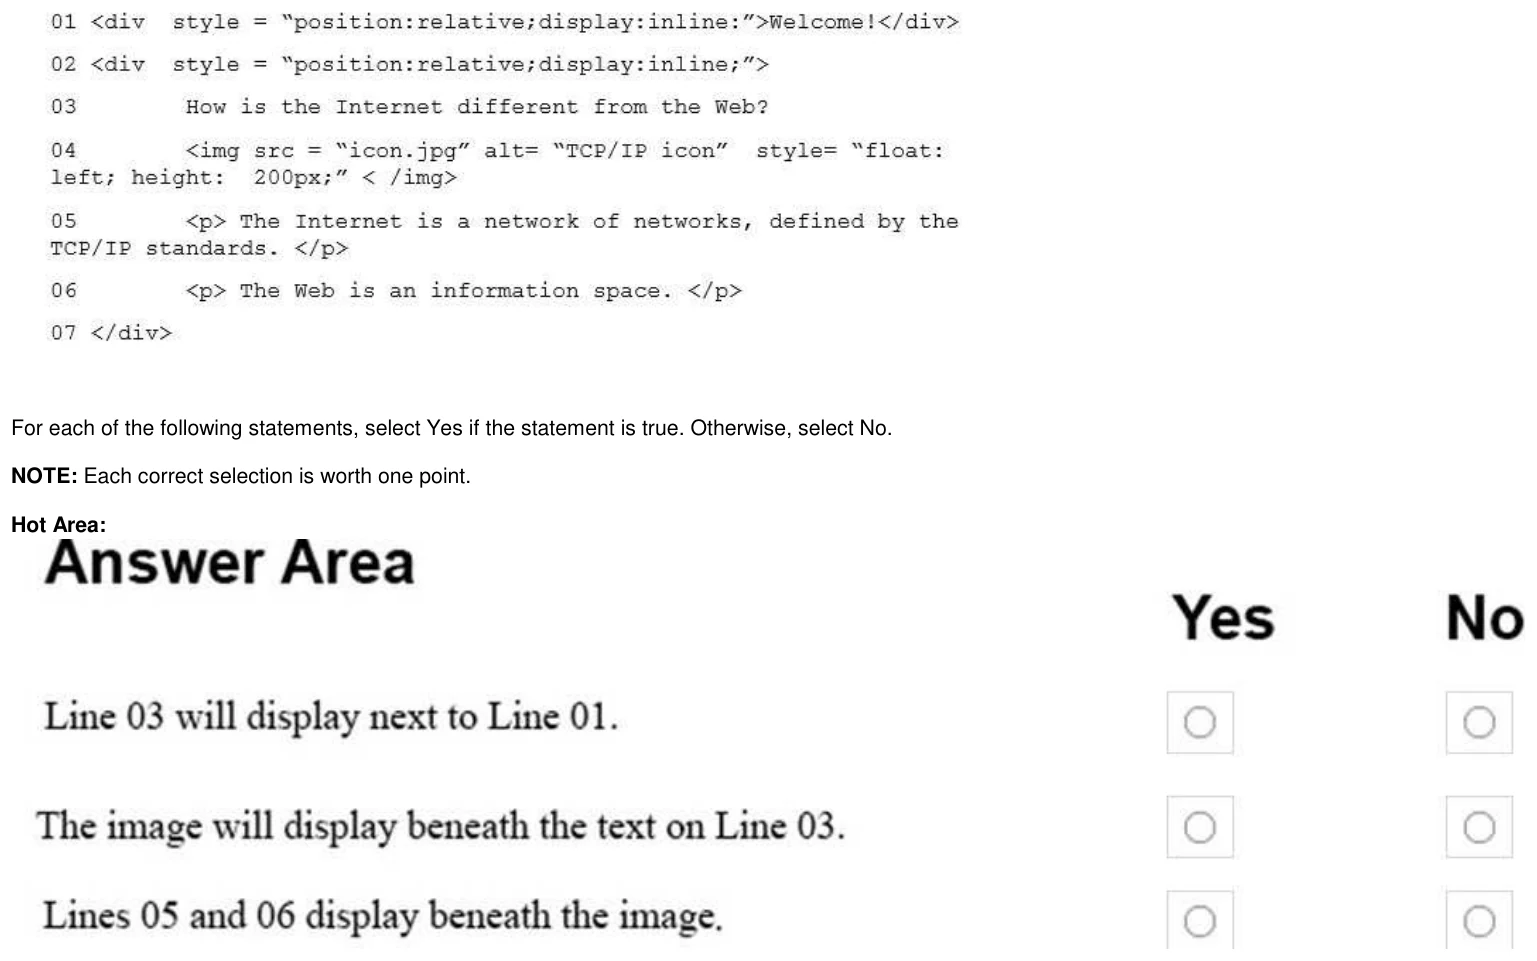 01 <div  style = “position:relative;display:inline:”>Welcome!</div>
02 <div  style = “position:relative;display:inline;”>
03        How is the Internet different from the Web?
04        <img src = “icon.jpg” alt= “TCP/IP icon”  style= “float:
left; height:  200px;” < /img>
05        <p> The Internet is a network of networks, defined by the
TCP/IP standards. </p>
06        <p> The Web is an information space. </p>
07 </div>
For each of the following statements, select Yes if the statement is true. Otherwise, select No.
NOTE: Each correct selection is worth one point.
Hot Area:
Answer Area
Yes No
Line 03 will display next to Line 01.
The image will display beneath the text on Line 03.
Lines 05 and 06 display beneath the image.